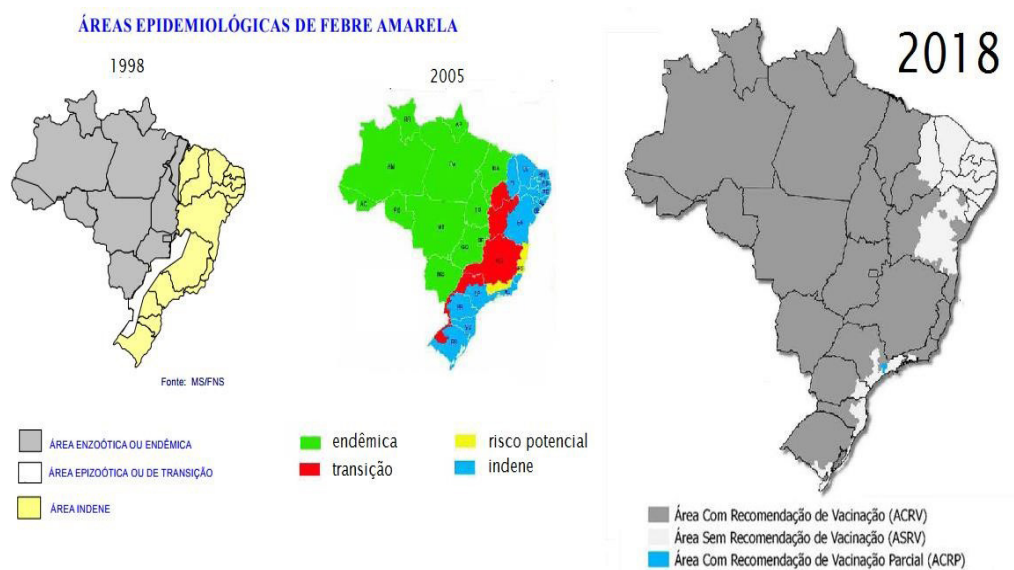 ÁREAS EPIDEMIOLÓGICAS DE FEBRE AMARELA
1998
2005
2018
Fonte: MS/FNS
ÁREA ENZOÓTICA OU ENDÊMICA
ÁREA EPIZOÓTICA OU DE TRANSIÇÃO
ÁREA INDENE
endêmica
risco potencial
transição
indene
Área Com Recomendação de Vacinação (ACRV)
Área Sem Recomendação de Vacinação (ASRV)
Área Com Recomendação de Vacinação Parcial (ACRP)